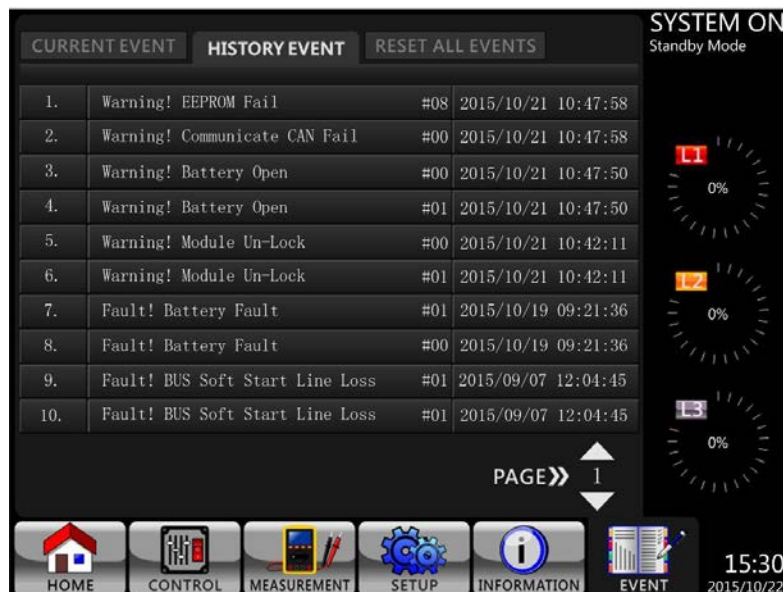 SYSTEM ON
Standby Mode
CURRENT EVENT HISTORY EVENT RESET ALL EVENTS
1. Warning! EEPROM Fail #08 2015/10/21 10:47:58
2. Warning! Communicate CAN Fail #00 2015/10/21 10:47:58
3. Warning! Battery Open #00 2015/10/21 10:47:50
4. Warning! Battery Open #01 2015/10/21 10:47:50
5. Warning! Module Un-Lock #00 2015/10/21 10:42:11
6. Warning! Module Un-Lock #01 2015/10/21 10:42:11
7. Fault! Battery Fault #01 2015/10/19 09:21:36
8. Fault! Battery Fault #00 2015/10/19 09:21:36
9. Fault! BUS Soft Start Line Loss #01 2015/09/07 12:04:45
10. Fault! BUS Soft Start Line Loss #01 2015/09/07 12:04:45
L1
0%
L2
0%
L3
0%
PAGE» 1
HOME CONTROL MEASUREMENT SETUP INFORMATION EVENT
15:30
2015/10/22